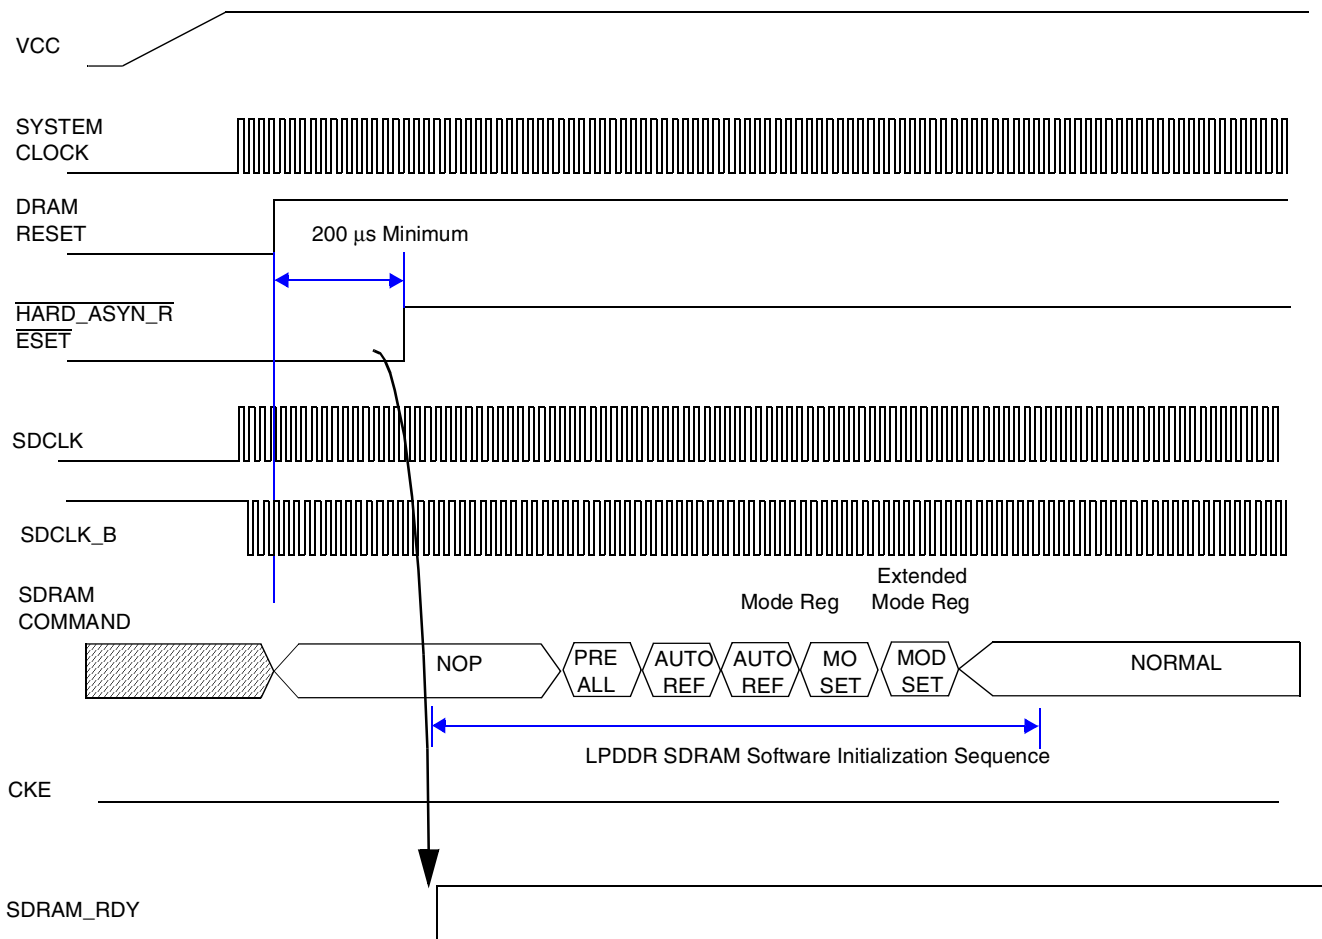 VCC
SYSTEM
CLOCK
DRAM
RESET
200 μs Minimum
HARD_ASYN_R
ESET
SDCLK
SDCLK_B
SDRAM
COMMAND
Mode Reg
Extended
Mode Reg
NOP
PRE
ALL
AUTO
REF
AUTO
REF
MO
SET
MOD
SET
NORMAL
LPDDR SDRAM Software Initialization Sequence
CKE
SDRAM_RDY